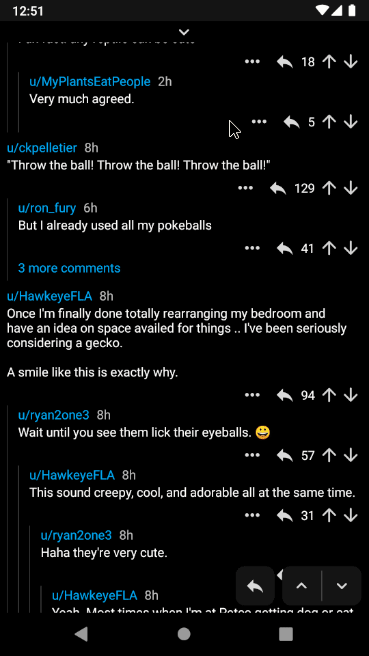 12:51
18
u/MyPlantsEatPeople 2h
Very much agreed.
5
u/ckpelletier 8h
"Throw the ball! Throw the ball! Throw the ball!"
129
u/ron_fury 6h
But I already used all my pokeballs
41
3 more comments
u/HawkeyeFLA 8h
Once I'm finally done totally rearranging my bedroom and
have an idea on space availed for things .. I've been seriously
considering a gecko.
A smile like this is exactly why.
94
u/ryan2one3 8h
Wait until you see them lick their eyeballs. 😀
57
u/HawkeyeFLA 8h
This sound creepy, cool, and adorable all at the same time.
31
u/ryan2one3 8h
Haha they're very cute.
u/HawkeyeFLA 8h
Yeah. Most times when I'm at Petco getting dog or cat